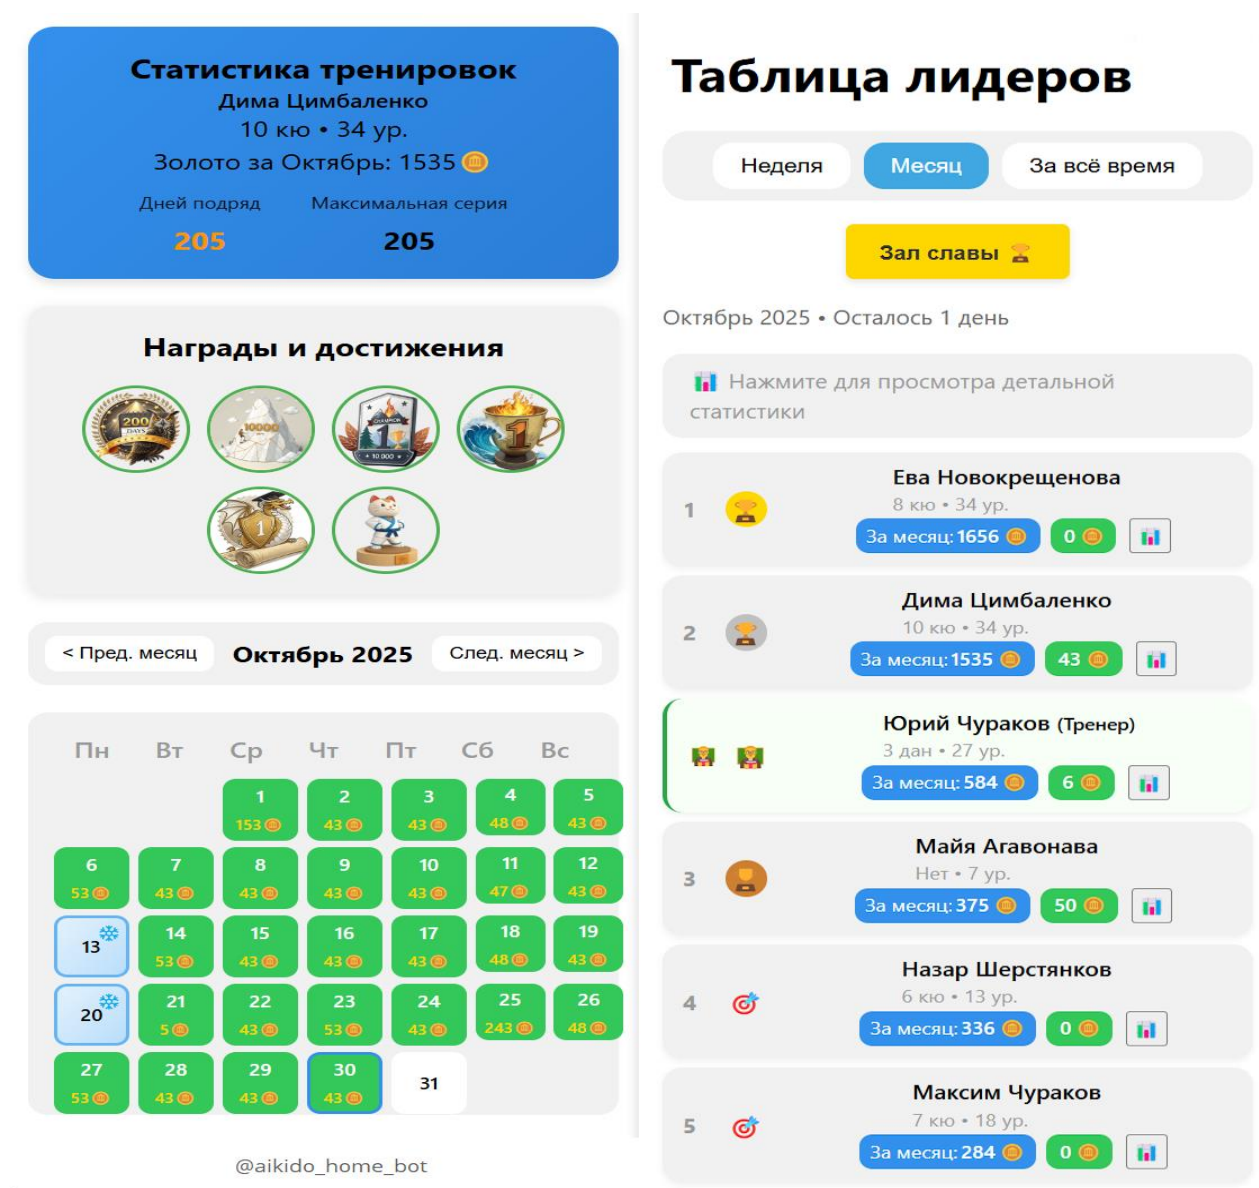 Статистика тренировок
Дима Цимбаленко
10 кю • 34 ур.
Золото за Октябрь: 1535
Дней подряд Максимальная серия
205 205
Награды и достижения
200
DAYS
10000
CHAMPION
1
+ 10 000
1
1
< Пред. месяц Октябрь 2025 След. месяц >
Пн Вт Ср Чт Пт Сб Вс
1 2 3 4 5
153 43 43 48 43
6 7 8 9 10 11 12
53 43 43 43 43 47 43
13 14 15 16 17 18 19
53 43 43 43 48 43
20 21 22 23 24 25 26
5 43 53 43 243 48
27 28 29 30 31
53 43 43 43
@aikido_home_bot
Таблица лидеров
Неделя Месяц За всё время
Зал славы
Октябрь 2025 • Осталось 1 день
Нажмите для просмотра детальной
статистики
Ева Новокрещенова
1 8 кю • 34 ур.
За месяц: 1656 0
Дима Цимбаленко
2 10 кю • 34 ур.
За месяц: 1535 43
Юрий Чураков (Тренер)
3 дан • 27 ур.
За месяц: 584 6
Майя Агавонава
3 Нет • 7 ур.
За месяц: 375 50
Назар Шерстянков
4 6 кю • 13 ур.
За месяц: 336 0
Максим Чураков
5 7 кю • 18 ур.
За месяц: 284 0